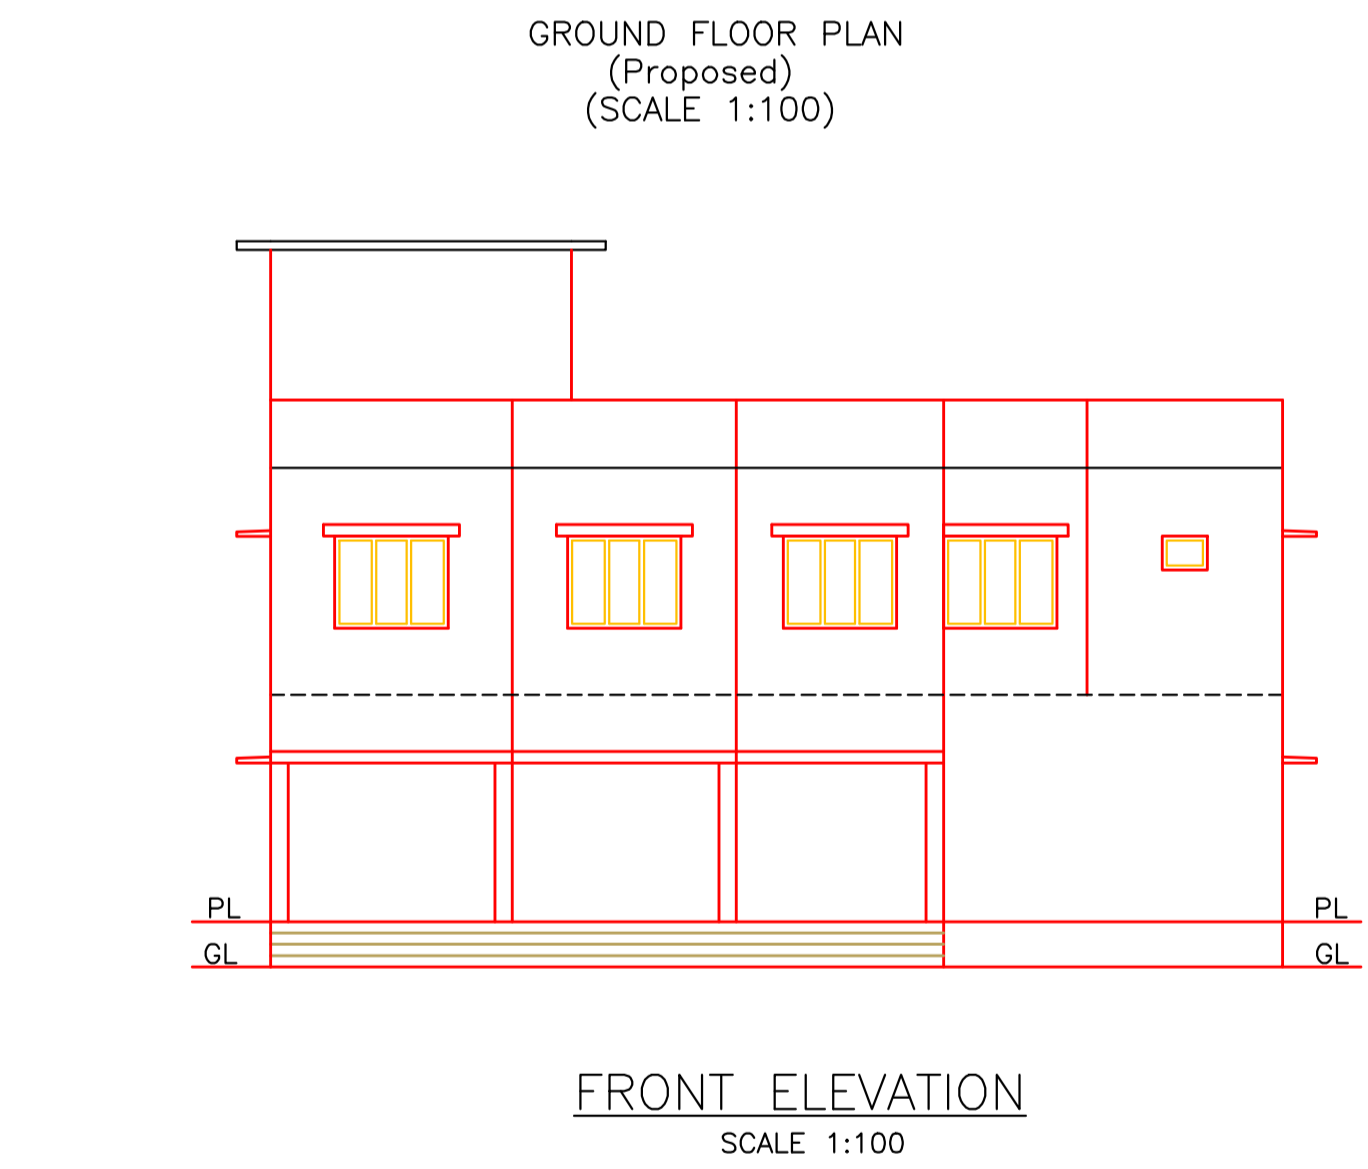 GROUND FLOOR PLAN
(Proposed)
(SCALE 1:100)
PL PL
GL GL
FRONT ELEVATION
SCALE 1:100